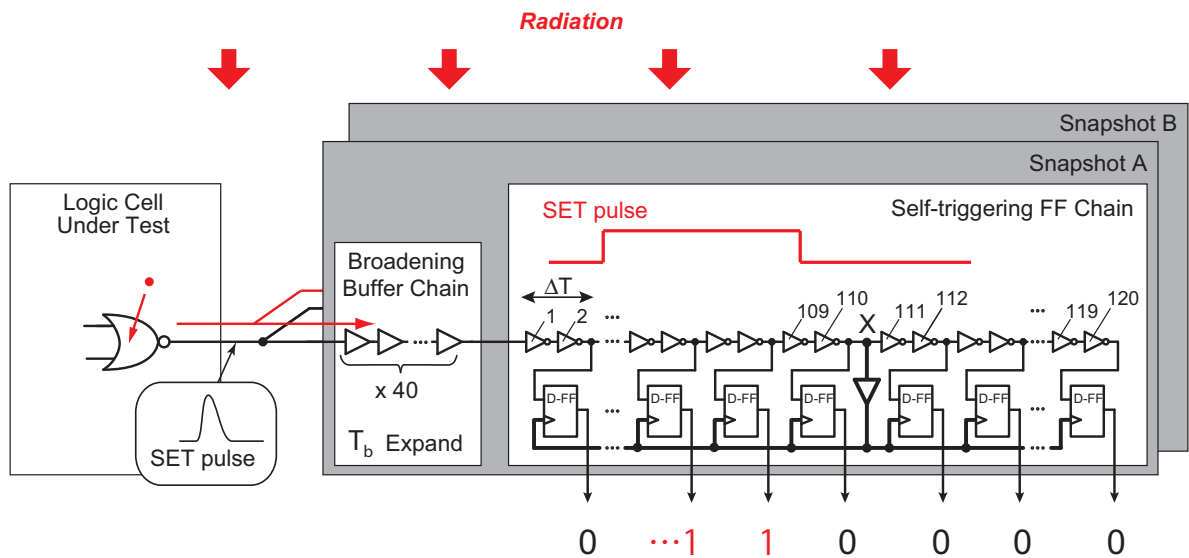 Radiation
Snapshot B
Snapshot A
Logic Cell
Under Test
SET pulse
Self-triggering FF Chain
Broadening
Buffer Chain
ΔT
1
2
...
109
110
X
111
112
...
119
120
...
...
...
...
x 40
D-FF
...
D-FF
D-FF
D-FF
D-FF
D-FF
...
D-FF
...
...
Tb Expand
SET pulse
0 ...1 1 0 0 0 0